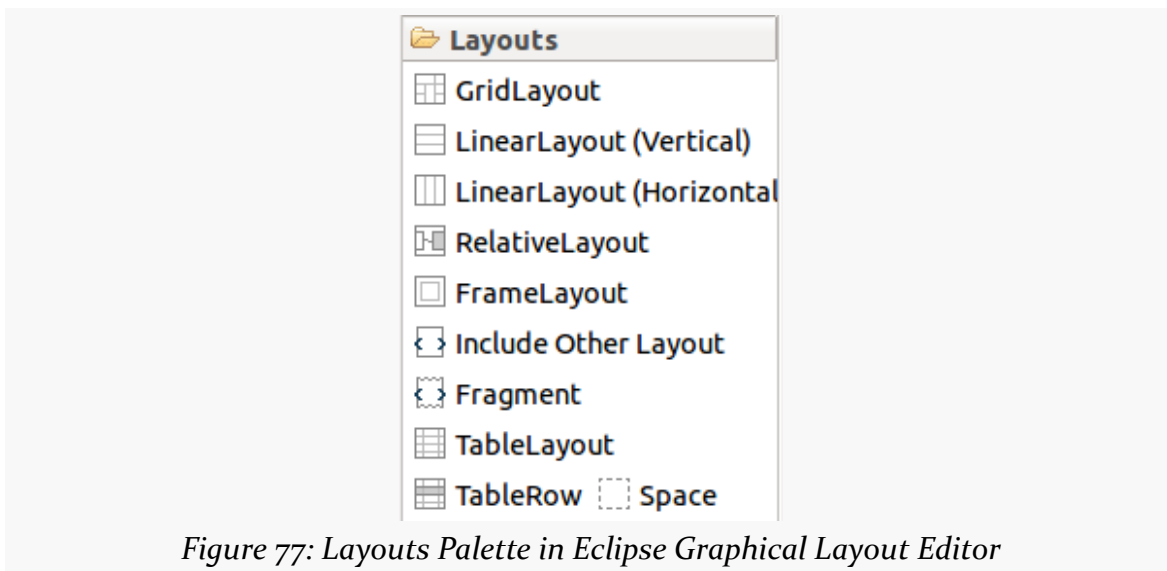 Layouts
GridLayout
LinearLayout (Vertical)
LinearLayout (Horizontal
RelativeLayout
FrameLayout
Include Other Layout
Fragment
TableLayout
TableRow Space
Figure 77: Layouts Palette in Eclipse Graphical Layout Editor